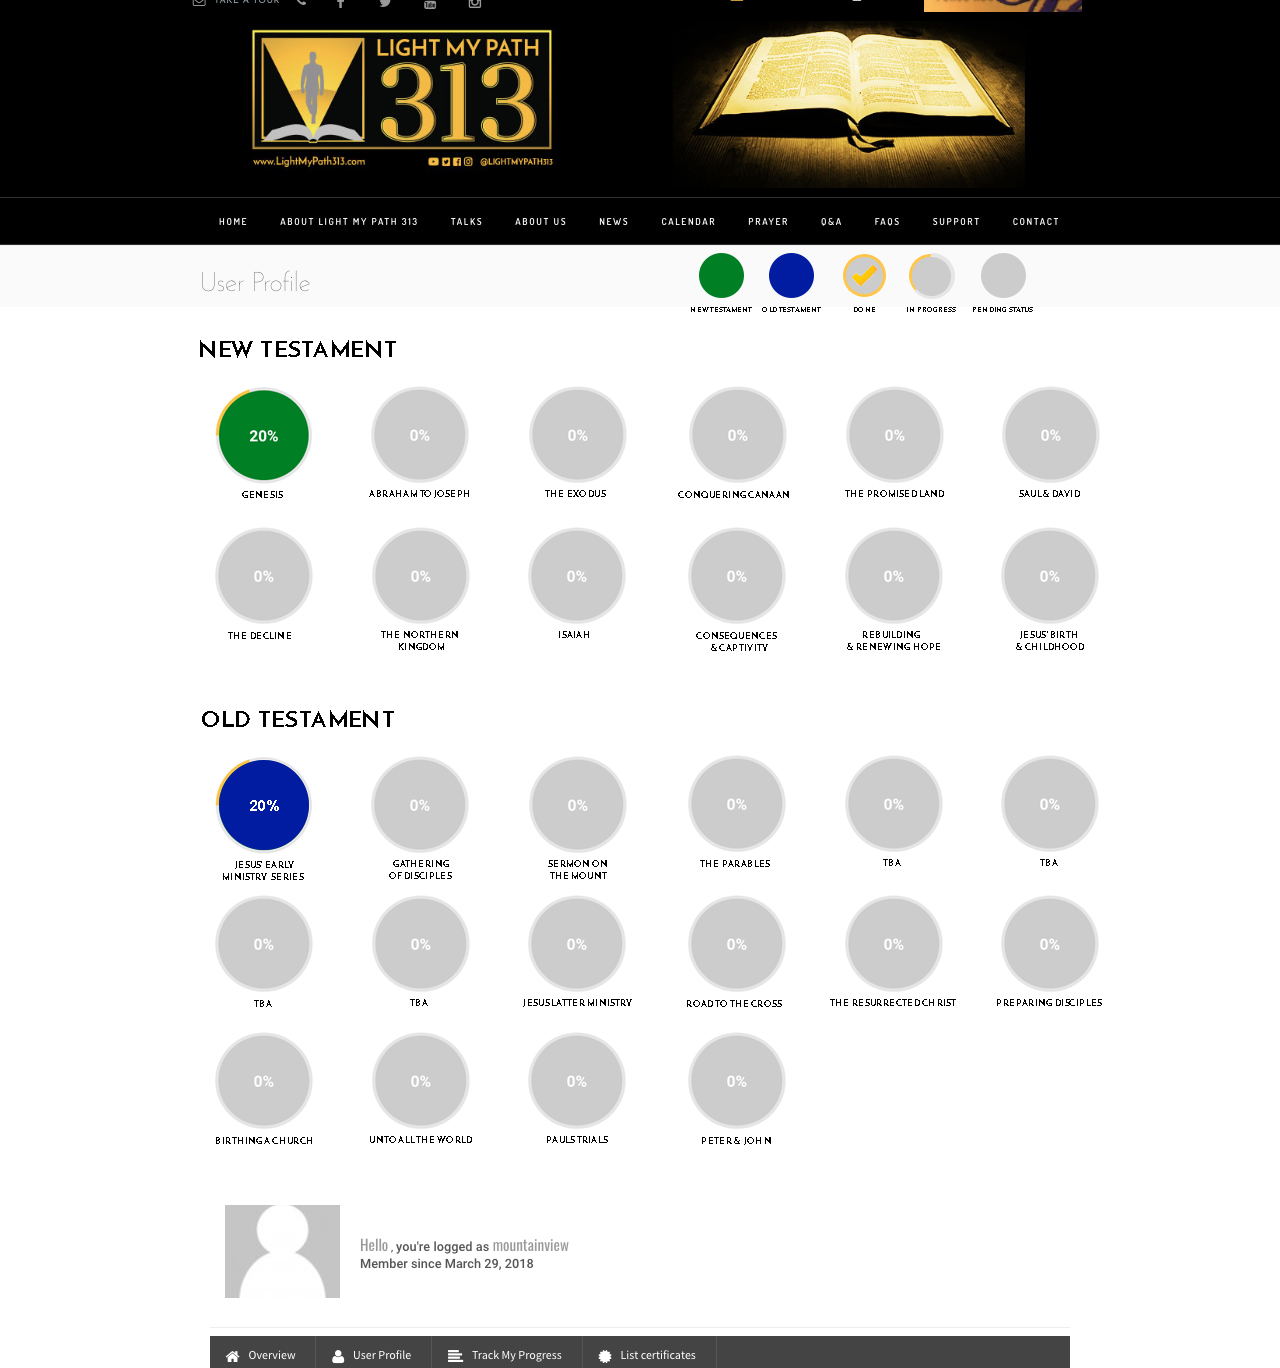 TAKE A TOUR
LIGHT MY PATH
313
www.LightMyPath313.com
@LIGHTMYPATH313
HOME ABOUT LIGHT MY PATH 313 TALKS ABOUT US NEWS CALENDAR PRAYER Q&A FAQS SUPPORT CONTACT
User Profile
NEW TESTAMENT OLD TESTAMENT DONE IN PROGRESS PENDING STATUS
NEW TESTAMENT
20% 0% 0% 0% 0% 0%
GENESIS ABRAHAM TO JOSEPH THE EXODUS CONQUERING CANAAN THE PROMISED LAND SAUL & DAVID
0% 0% 0% 0% 0% 0%
THE DECLINE THE NORTHERN ISAIAH CONSEQUENCES REBUILDING JESUS' BIRTH
KINGDOM & CAPTIVITY & RENEWING HOPE & CHILDHOOD
OLD TESTAMENT
20% 0% 0% 0% 0% 0%
JESUS' EARLY GATHERING SERMON ON THE PARABLES TBA TBA
MINISTRY SERIES OF DISCIPLES THE MOUNT
0% 0% 0% 0% 0% 0%
TBA TBA JESUS LATTER MINISTRY ROAD TO THE CROSS THE RESURRECTED CHRIST PREPARING DISCIPLES
0% 0% 0% 0%
BIRTHING A CHURCH UNTO ALL THE WORLD PAULS TRIALS PETER & JOHN
Hello , you're logged as mountainview
Member since March 29, 2018
Overview User Profile Track My Progress List certificates